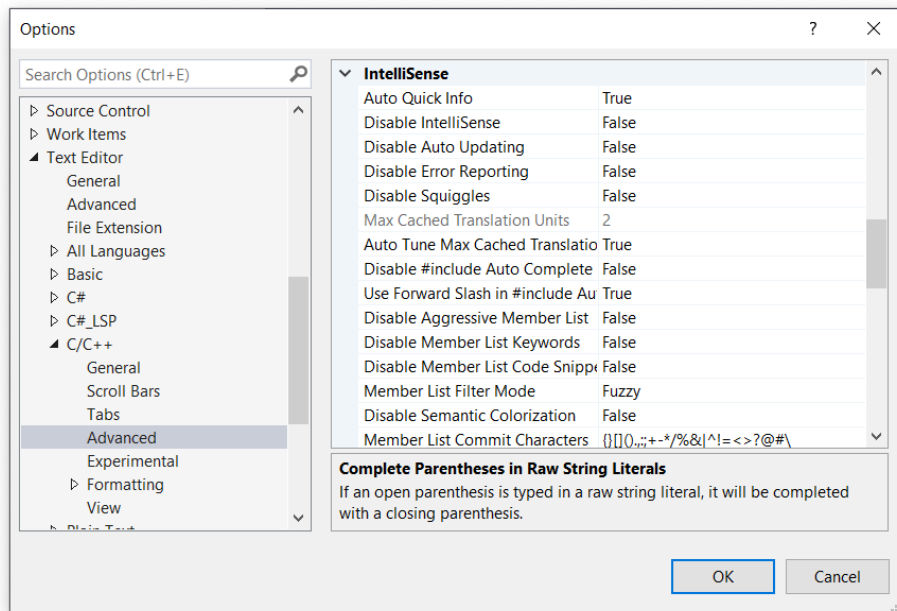 Options
Search Options (Ctrl+E)
Source Control
Work Items
Text Editor
General
Advanced
File Extension
All Languages
Basic
C#
C#_LSP
C/C++
General
Scroll Bars
Tabs
Advanced
Experimental
Formatting
View
Plain Text
IntelliSense
Auto Quick Info True
Disable IntelliSense False
Disable Auto Updating False
Disable Error Reporting False
Disable Squiggles False
Max Cached Translation Units 2
Auto Tune Max Cached Translatio True
Disable #include Auto Complete False
Use Forward Slash in #include Au True
Disable Aggressive Member List False
Disable Member List Keywords False
Disable Member List Code Snippe False
Member List Filter Mode Fuzzy
Disable Semantic Colorization False
Member List Commit Characters {}[]().,:;+-*/%&|^!=<>?@#\
Complete Parentheses in Raw String Literals
If an open parenthesis is typed in a raw string literal, it will be completed
with a closing parenthesis.
OK Cancel